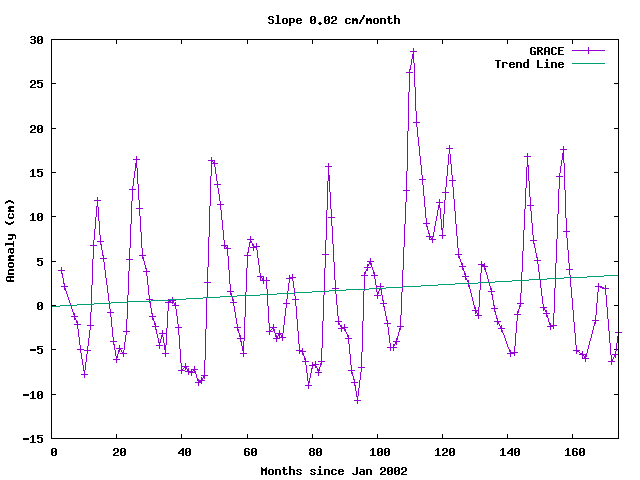 Slope 0.02 cm/month
GRACE
Trend Line
30
25
20
15
10
5
0
-5
-10
-15
Anomaly (cm)
0 20 40 60 80 100 120 140 160
Months since Jan 2002